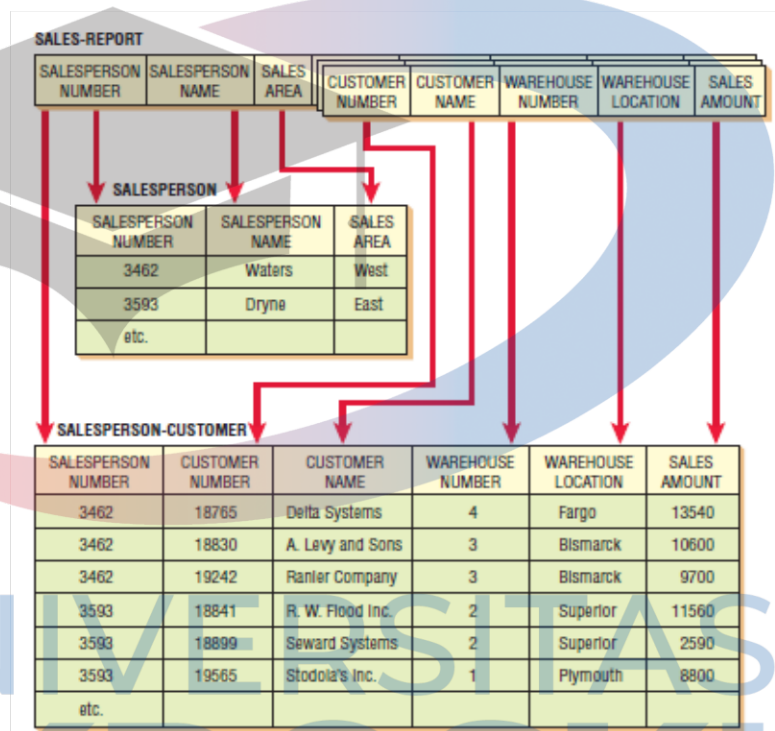 SALES-REPORT
SALESPERSON NUMBER SALESPERSON NAME SALES AREA CUSTOMER NUMBER CUSTOMER NAME WAREHOUSE NUMBER WAREHOUSE LOCATION SALES AMOUNT
SALESPERSON
SALESPERSON NUMBER SALESPERSON NAME SALES AREA
3462 Waters West
3593 Dryne East
etc.
SALESPERSON-CUSTOMER
SALESPERSON NUMBER CUSTOMER NUMBER CUSTOMER NAME WAREHOUSE NUMBER WAREHOUSE LOCATION SALES AMOUNT
3462 18765 Delta Systems 4 Fargo 13540
3462 18830 A. Levy and Sons 3 Bismarck 10600
3462 19242 Ranier Company 3 Bismarck 9700
3593 18841 R. W. Flood Inc. 2 Superior 11560
3593 18899 Seward Systems 2 Superior 2590
3593 19565 Stodola's Inc. 1 Plymouth 8800
etc.